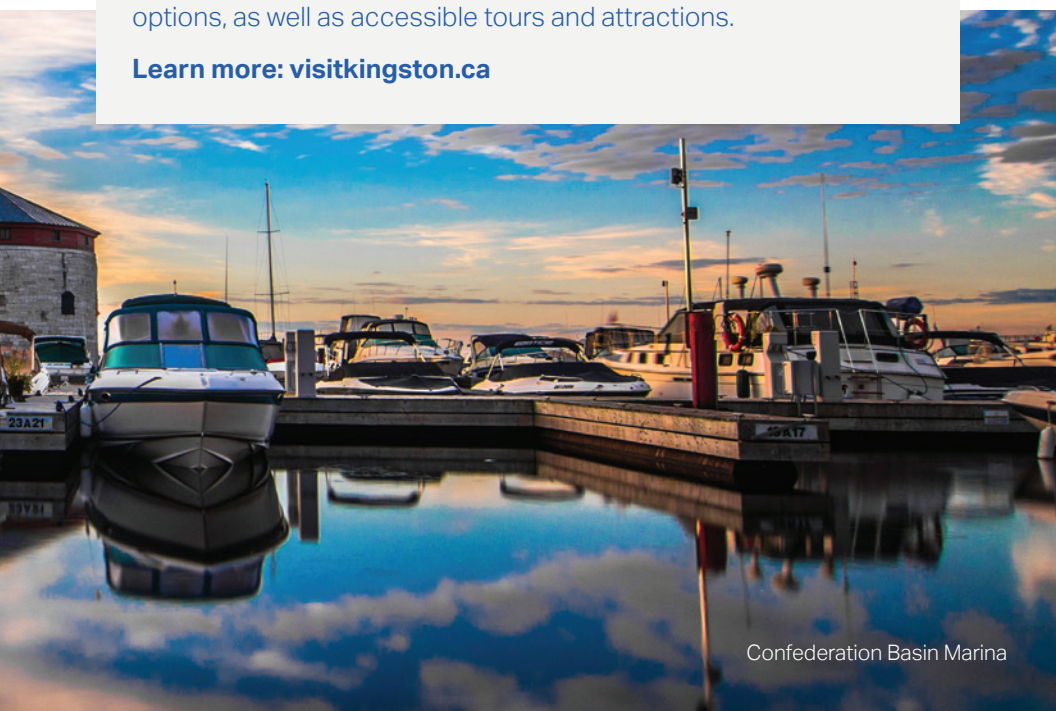 options, as well as accessible tours and attractions.
Learn more: visitkingston.ca
23A21
Confederation Basin Marina